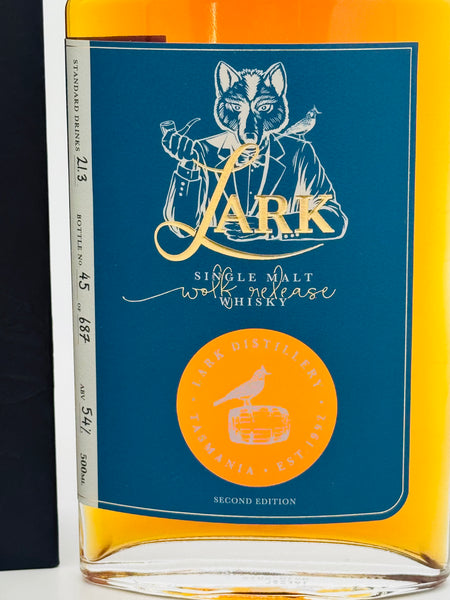 STANDARD DRINKS 21.3 BOTTLE NO 45 OF 687 ABV 54% 500ML
LARK
SINGLE MALT
wolf release
WHISKY
LARK DISTILLERY
TASMANIA • EST 1992
SECOND EDITION